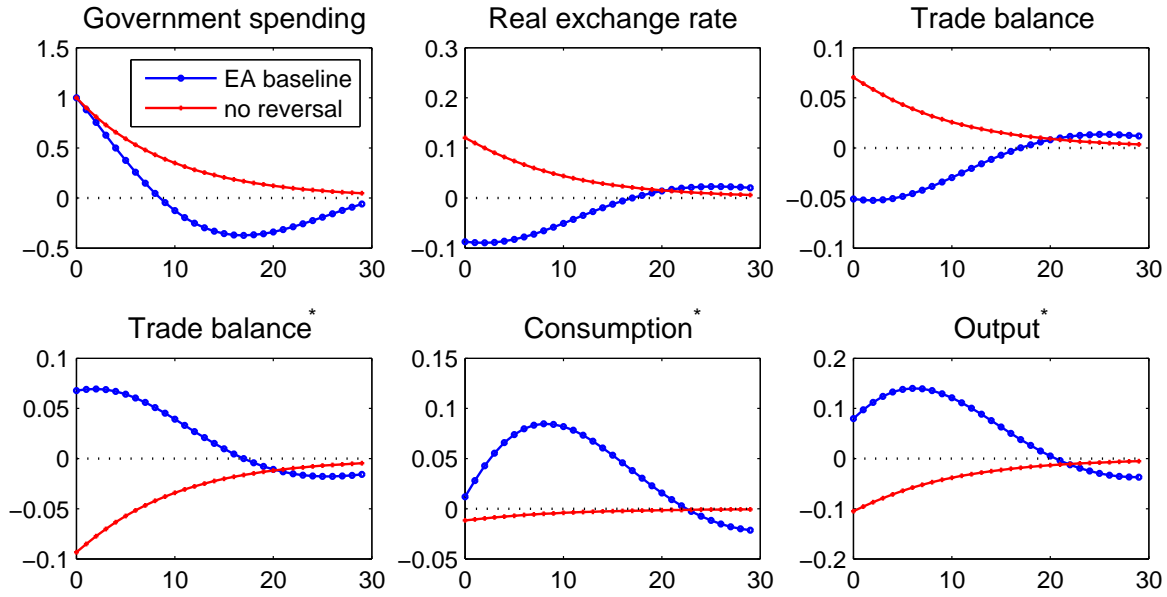 Government spending
Real exchange rate
Trade balance
1.5
1
0.5
0
−0.5
0 10 20 30
EA baseline
no reversal
0.3
0.2
0.1
0
−0.1
0 10 20 30
0.1
0.05
0
−0.05
−0.1
0 10 20 30
Trade balance*
Consumption*
Output*
0.1
0.05
0
−0.05
−0.1
0 10 20 30
0.15
0.1
0.05
0
−0.05
0 10 20 30
0.2
0.1
0
−0.1
−0.2
0 10 20 30